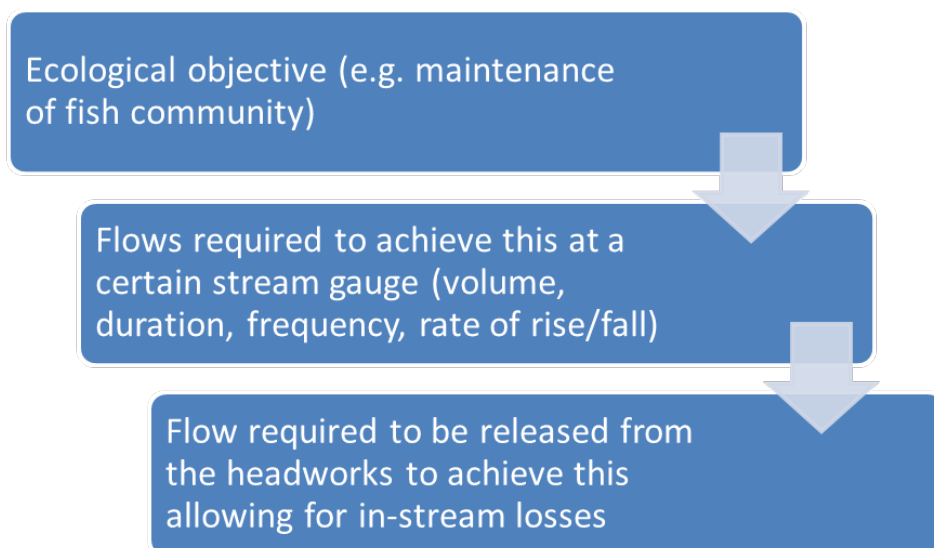 Ecological objective (e.g. maintenance
of fish community)
Flows required to achieve this at a
certain stream gauge (volume,
duration, frequency, rate of rise/fall)
Flow required to be released from
the headworks to achieve this
allowing for in-stream losses